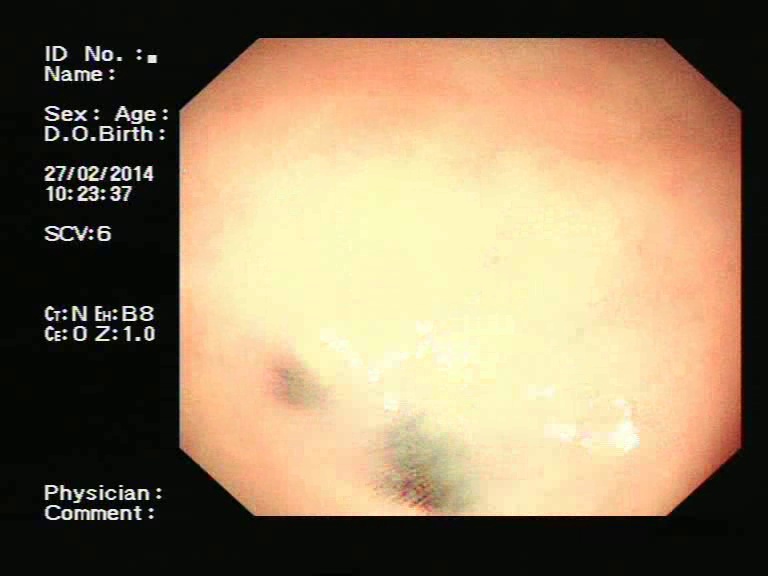 ID No. :
Name:
Sex: Age:
D.O.Birth:
27/02/2014
10:23:37
SCV:6
CT:N EH:B8
CE:0 Z:1.0
Physician:
Comment: